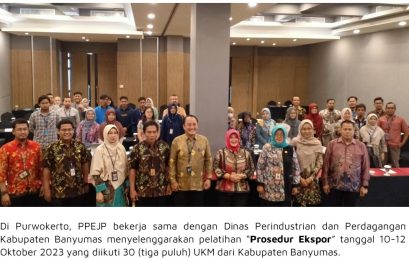 Di Purwokerto, PPEJP bekerja sama dengan Dinas Perindustrian dan Perdagangan
Kabupaten Banyumas menyelenggarakan pelatihan "Prosedur Ekspor" tanggal 10-12
Oktober 2023 yang diikuti 30 (tiga puluh) UKM dari Kabupaten Banyumas.